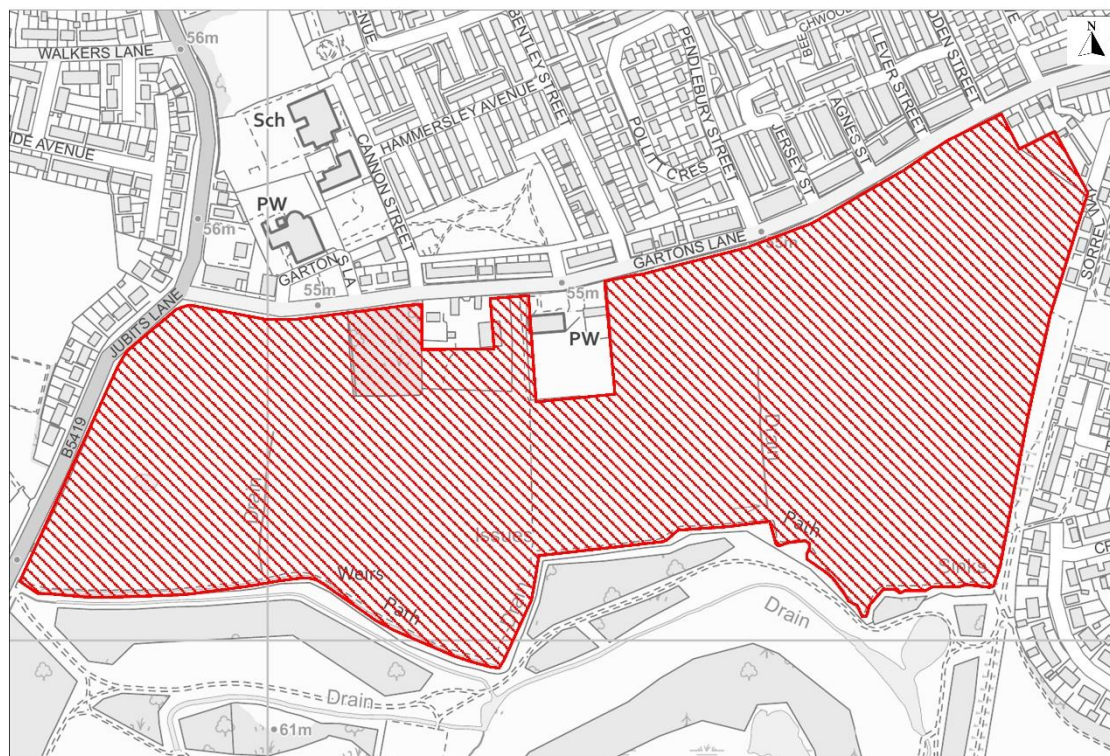 N
56m
WALKERS LANE
BENTLEY STREET
PENDLEBURY STREET
LEVER STREET
Sch
CANNON STREET
HAMMERSLEY AVENUE
POLLITT CRES
JERSEY ST
AGNES ST
PW
56m
GARTONS LA
GARTONS LANE
55m
55m
55m
JUBITS LANE
PW
B5419
Drain
Drain
Issues
Path
Weirs
Path
Drain
Sinks
Drain
Drain
61m